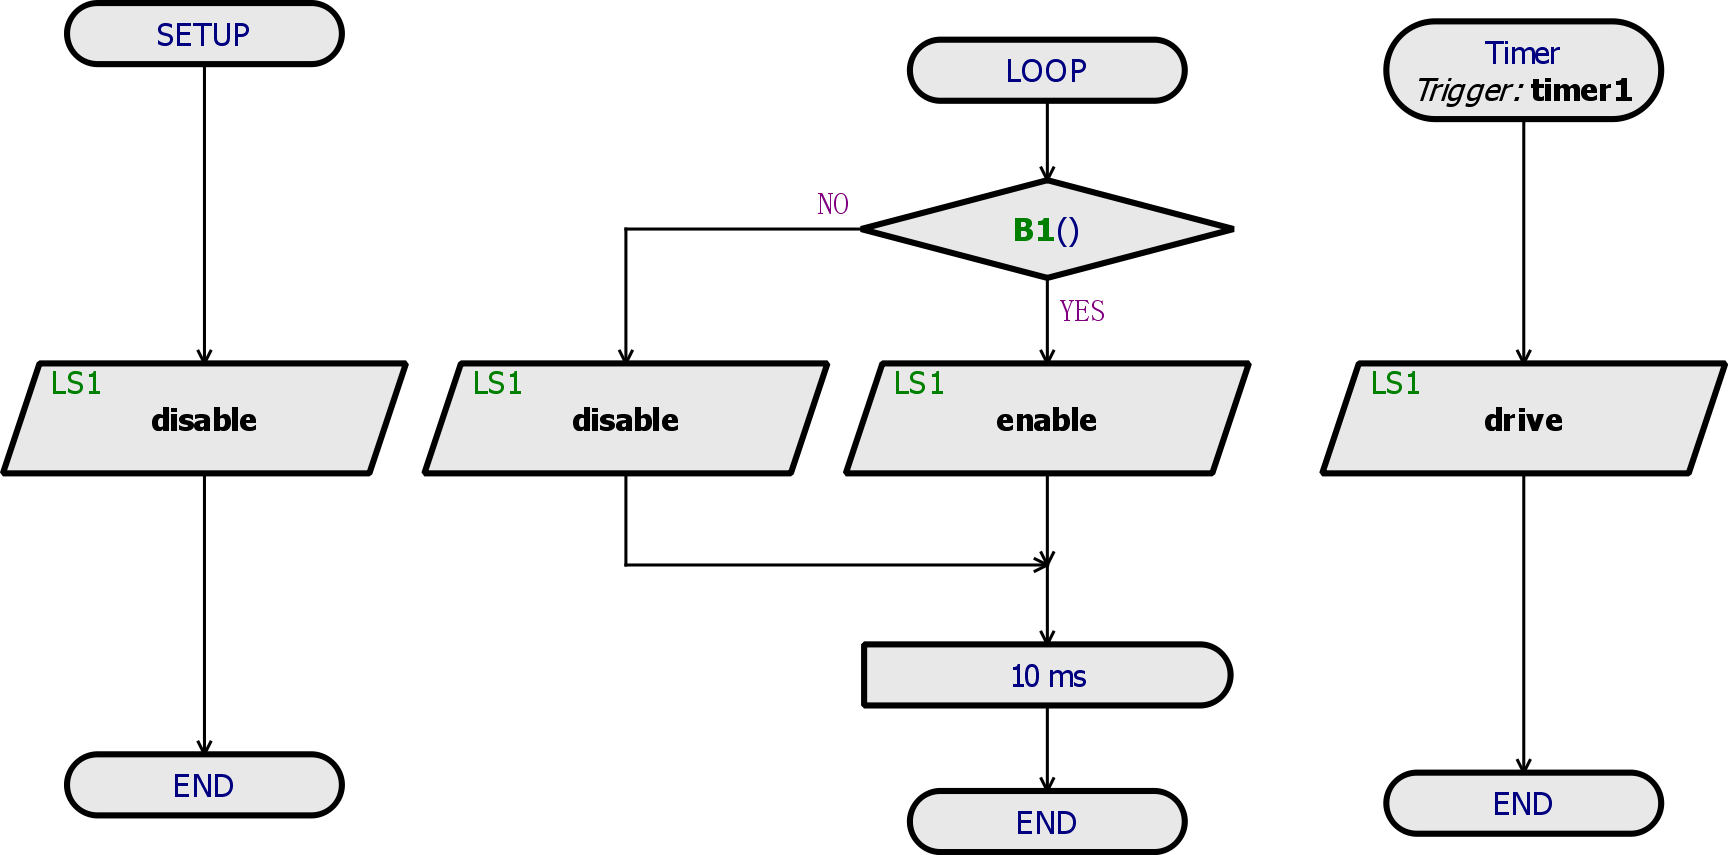 SETUP
LS1
disable
END
LOOP
B1()
NO
YES
LS1
disable
LS1
enable
10 ms
END
Timer
Trigger: timer1
LS1
drive
END